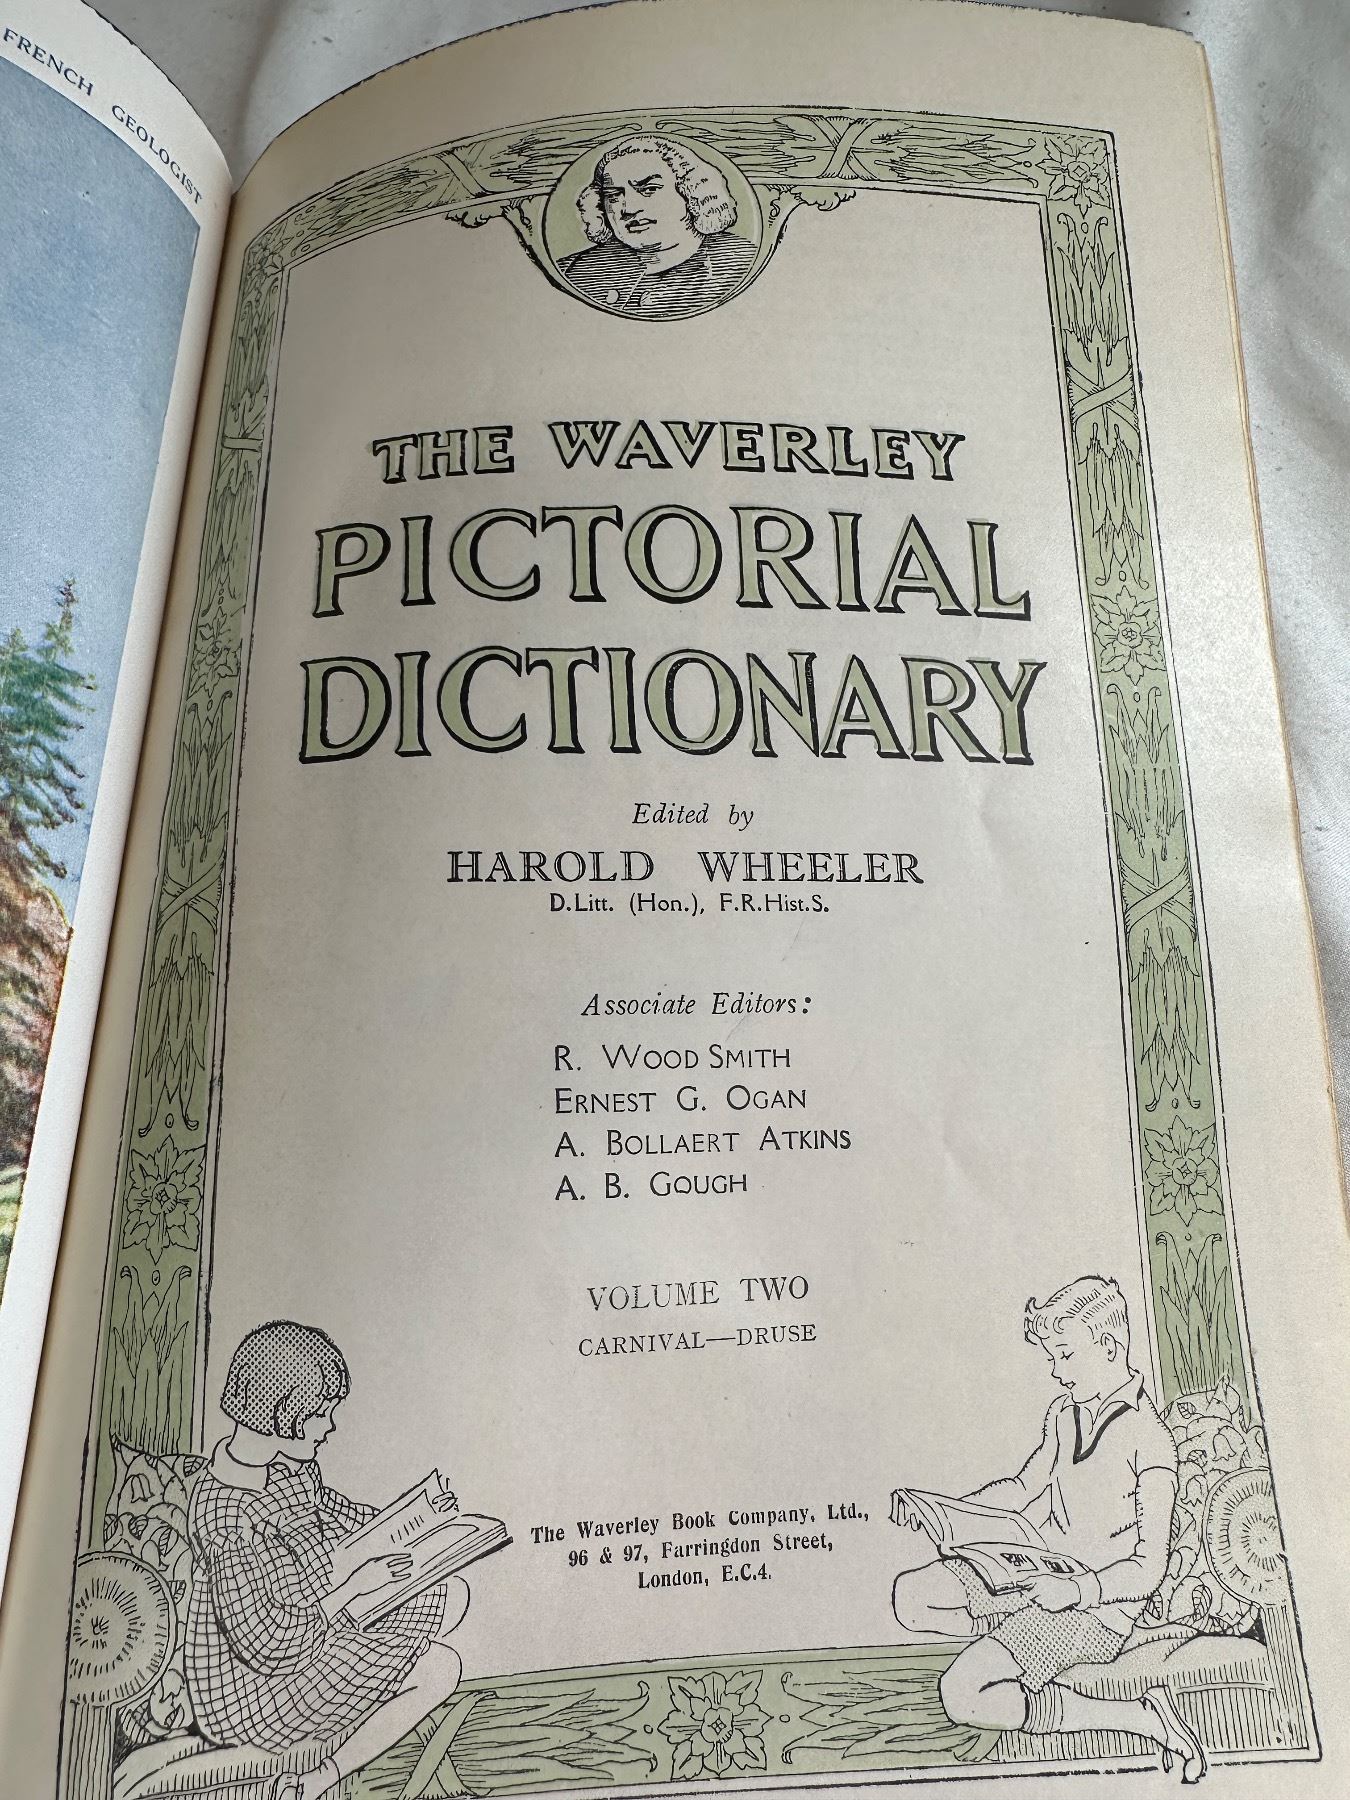 FRENCH GEOLOGIST
THE WAVERLEY
PICTORIAL
DICTIONARY
Edited by
HAROLD WHEELER
D.Litt. (Hon.), F.R.Hist.S.
Associate Editors:
R. WOOD SMITH
ERNEST G. OGAN
A. BOLLAERT ATKINS
A. B. GOUGH
VOLUME TWO
CARNIVAL—DRUSE
The Waverley Book Company, Ltd.,
96 & 97, Farringdon Street,
London, E.C.4.